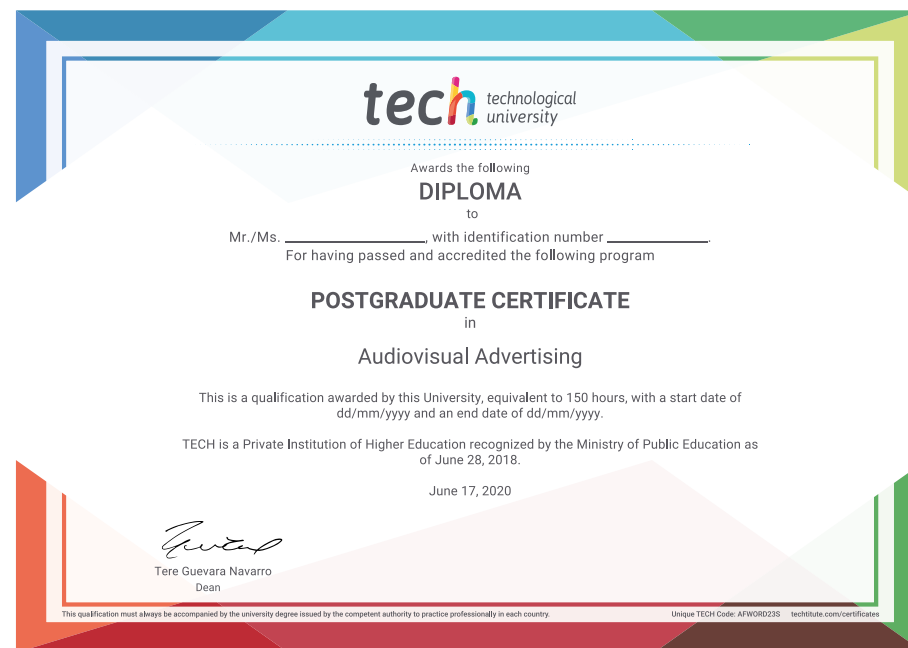 tech technological
university
Awards the following
DIPLOMA
to
Mr./Ms. ____________________, with identification number ______________.
For having passed and accredited the following program
POSTGRADUATE CERTIFICATE
in
Audiovisual Advertising
This is a qualification awarded by this University, equivalent to 150 hours, with a start date of
dd/mm/yyyy and an end date of dd/mm/yyyy.
TECH is a Private Institution of Higher Education recognized by the Ministry of Public Education as
of June 28, 2018.
June 17, 2020
Tere Guevara Navarro
Dean
This qualification must always be accompanied by the university degree issued by the competent authority to practice professionally in each country. Unique TECH Code: AFWORD23S techtitute.com/certificates